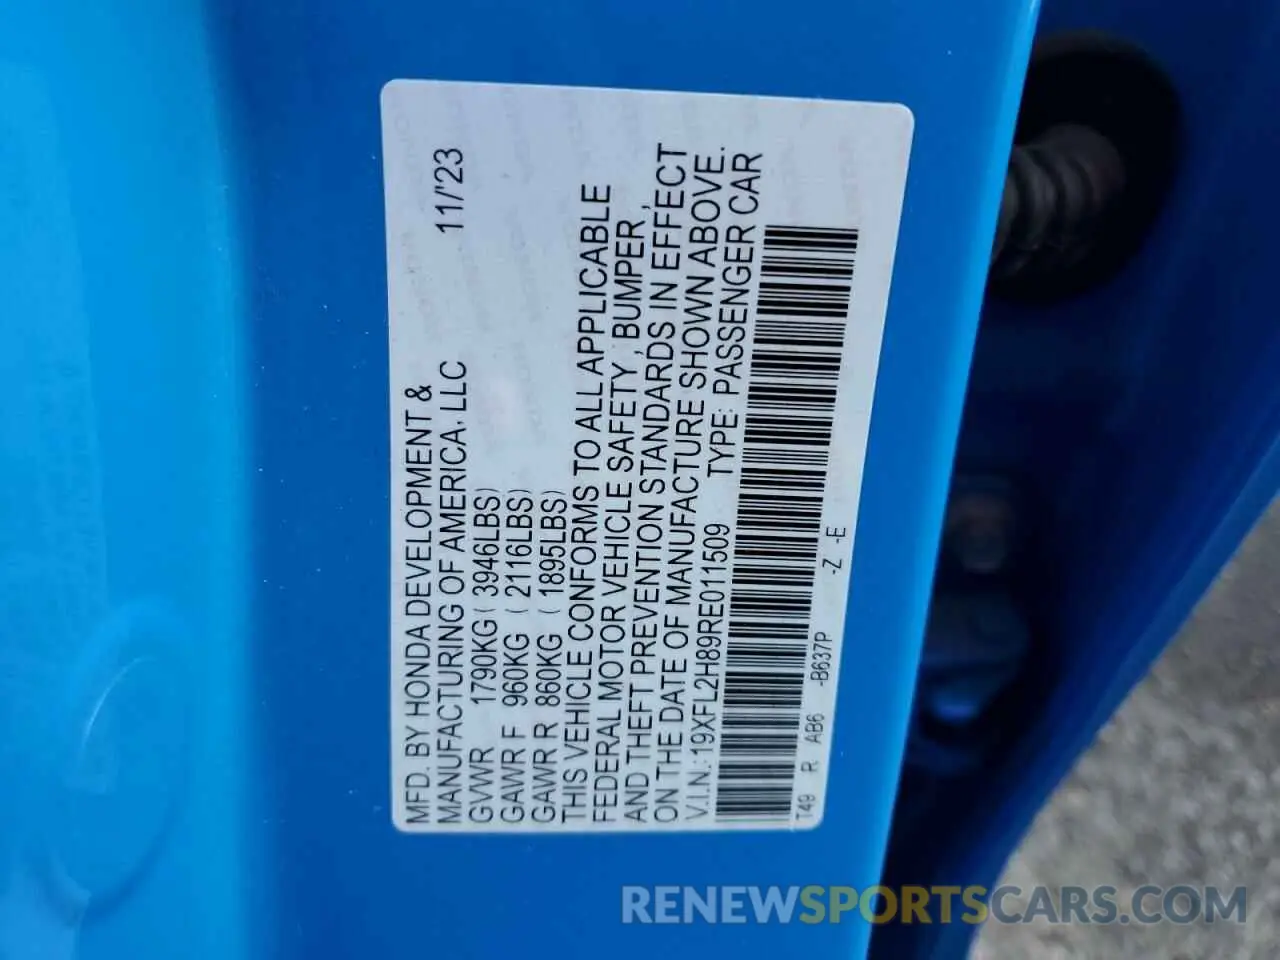 MFD. BY HONDA DEVELOPMENT &
MANUFACTURING OF AMERICA, LLC 11/'23
GVWR 1790KG ( 3946LBS)
GAWR F 960KG ( 2116LBS)
GAWR R 860KG ( 1895LBS)
THIS VEHICLE CONFORMS TO ALL APPLICABLE
FEDERAL MOTOR VEHICLE SAFETY, BUMPER,
AND THEFT PREVENTION STANDARDS IN EFFECT
ON THE DATE OF MANUFACTURE SHOWN ABOVE.
V.I.N.:19XFL2H89RE011509 TYPE: PASSENGER CAR
T49 R AB6 -B637P -Z -E
RENEWSPORTSCARS.COM